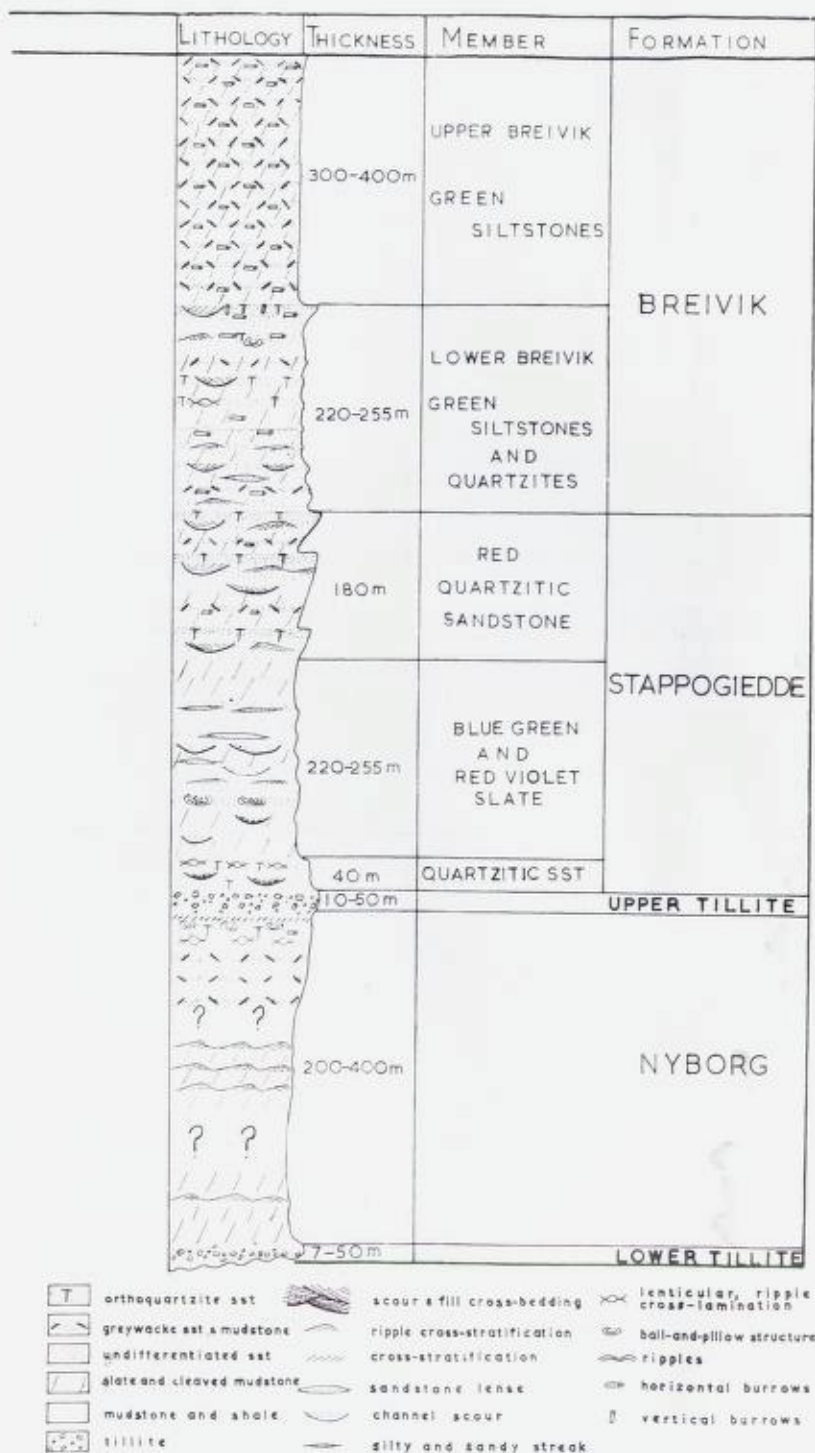 LITHOLOGY THICKNESS MEMBER FORMATION
300-400m
UPPER BREIVIK
GREEN
SILTSTONES
BREIVIK
220-255m
LOWER BREIVIK
GREEN
SILTSTONES
AND
QUARTZITES
180m
RED
QUARTZITIC
SANDSTONE
STAPPOGIEDDE
220-255m
BLUE GREEN
AND
RED VIOLET
SLATE
40m QUARTZITIC SST
10-50m UPPER TILLITE
? ?
200-400m NYBORG
? ?
7-50m LOWER TILLITE
T orthoquartzite sst
greywacke sst & mudstone
undifferentiated sst
slate and cleaved mudstone
mudstone and shale
tillite
scour & fill cross-bedding
ripple cross-stratification
cross-stratification
sandstone lense
channel scour
silty and sandy streak
lenticular, ripple
cross-lamination
ball-and-pillow structure
ripples
horizontal burrows
vertical burrows